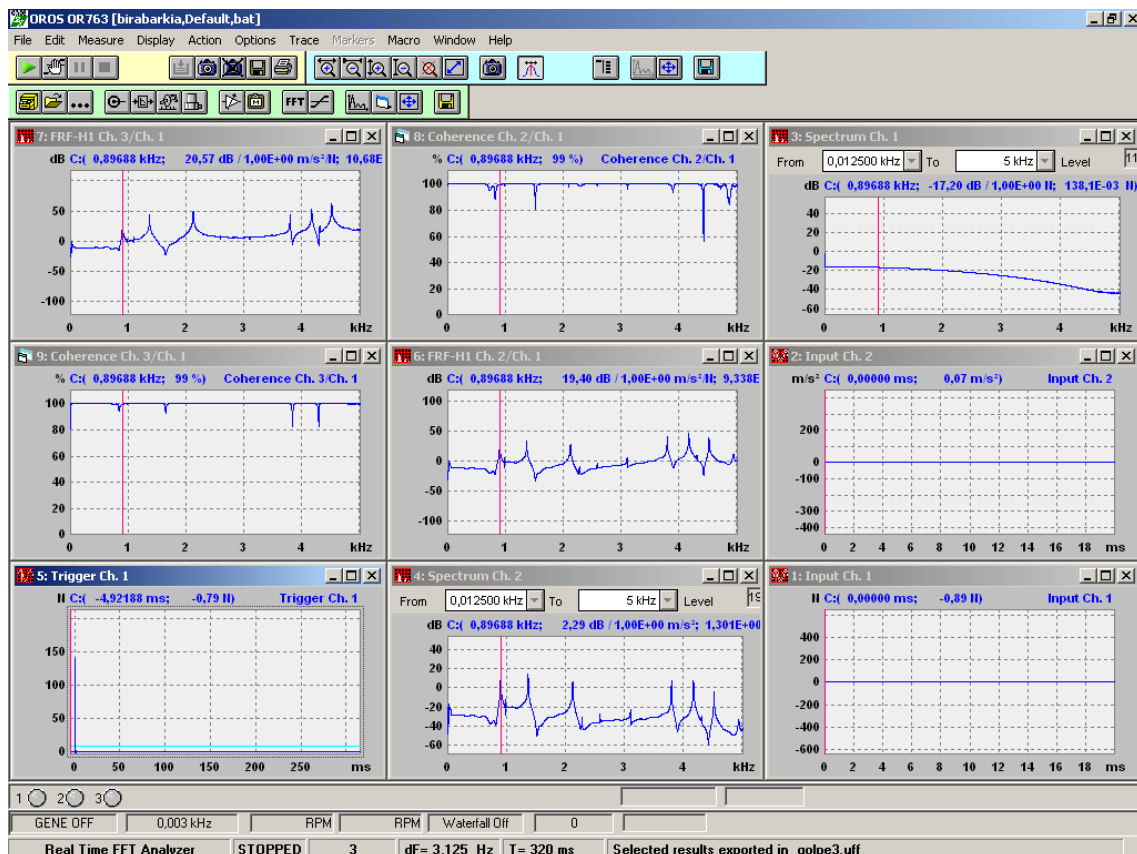 OROS OR763 [birabarkia,Default,bat]
File Edit Measure Display Action Options Trace Markers Macro Window Help
FFT
7: FRF-H1 Ch. 3/Ch. 1
dB C:( 0,89688 kHz; 20,57 dB / 1,00E+00 m/s²/N; 10,68E
50
0
-50
-100
0 1 2 3 4 kHz
8: Coherence Ch. 2/Ch. 1
% C:( 0,89688 kHz; 99 %) Coherence Ch. 2/Ch. 1
100
80
60
40
20
0
0 1 2 3 4 kHz
3: Spectrum Ch. 1
From 0,012500 kHz To 5 kHz Level 11
dB C:( 0,89688 kHz; -17,20 dB / 1,00E+00 N; 138,1E-03 N)
40
20
0
-20
-40
-60
0 1 2 3 4 kHz
9: Coherence Ch. 3/Ch. 1
% C:( 0,89688 kHz; 99 %) Coherence Ch. 3/Ch. 1
100
80
60
40
20
0
0 1 2 3 4 kHz
6: FRF-H1 Ch. 2/Ch. 1
dB C:( 0,89688 kHz; 19,40 dB / 1,00E+00 m/s²/N; 9,338E
100
50
0
-50
-100
0 1 2 3 4 kHz
2: Input Ch. 2
m/s² C:( 0,00000 ms; 0,07 m/s²) Input Ch. 2
200
0
-100
-300
-400
0 2 4 6 8 10 12 14 16 18 ms
5: Trigger Ch. 1
N C:( -4,92188 ms; -0,79 N) Trigger Ch. 1
150
100
50
0
0 50 100 150 200 250 ms
4: Spectrum Ch. 2
From 0,012500 kHz To 5 kHz Level 19
dB C:( 0,89688 kHz; 2,29 dB / 1,00E+00 m/s²; 1,301E+00
40
20
0
-20
-40
-60
0 1 2 3 4 kHz
1: Input Ch. 1
N C:( 0,00000 ms; -0,89 N) Input Ch. 1
400
200
0
-200
-400
-600
0 2 4 6 8 10 12 14 16 18 ms
1 2 3
GENE OFF 0,003 kHz RPM RPM Waterfall Off 0
Real Time FFT Analyzer STOPPED 3 dF= 3,125 Hz T= 320 ms Selected results exported in golpe3.uff